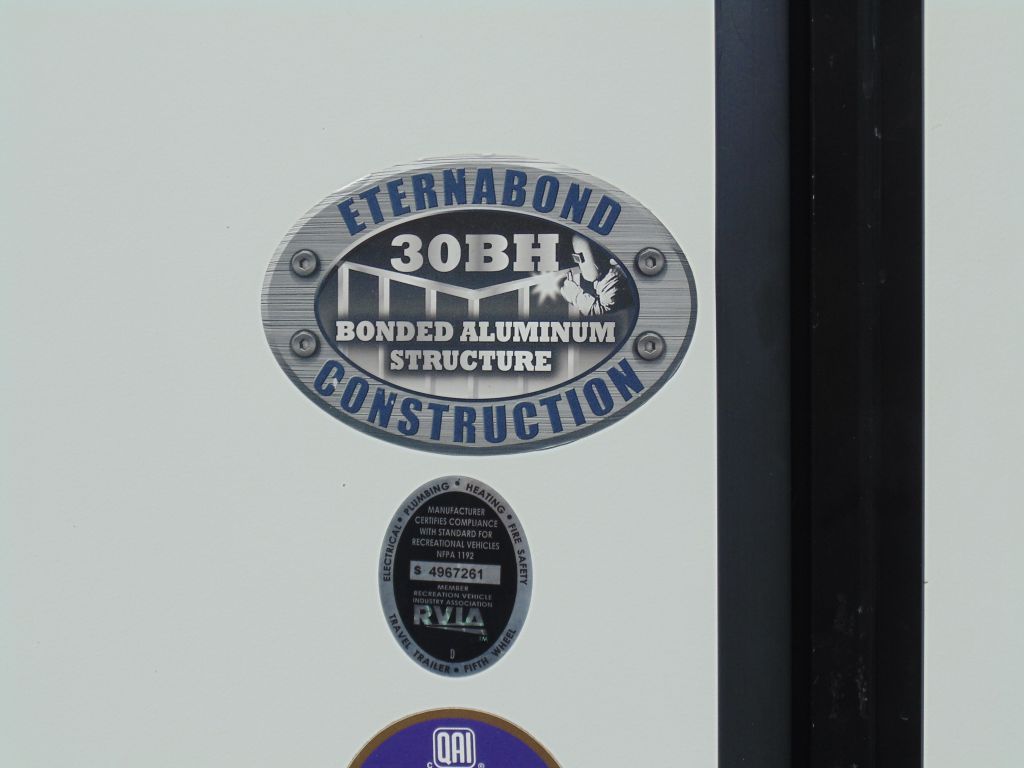 ETERNABOND
30BH
BONDED ALUMINUM
STRUCTURE
CONSTRUCTION
ELECTRICAL • PLUMBING • HEATING • FIRE SAFETY
MANUFACTURER
CERTIFIES COMPLIANCE
WITH STANDARD FOR
RECREATIONAL VEHICLES
NFPA 1192
S 4967261
MEMBER
RECREATION VEHICLE
INDUSTRY ASSOCIATION
RVIA
TM
D
TRAVEL TRAILER • FIFTH WHEEL
QAI
C ®